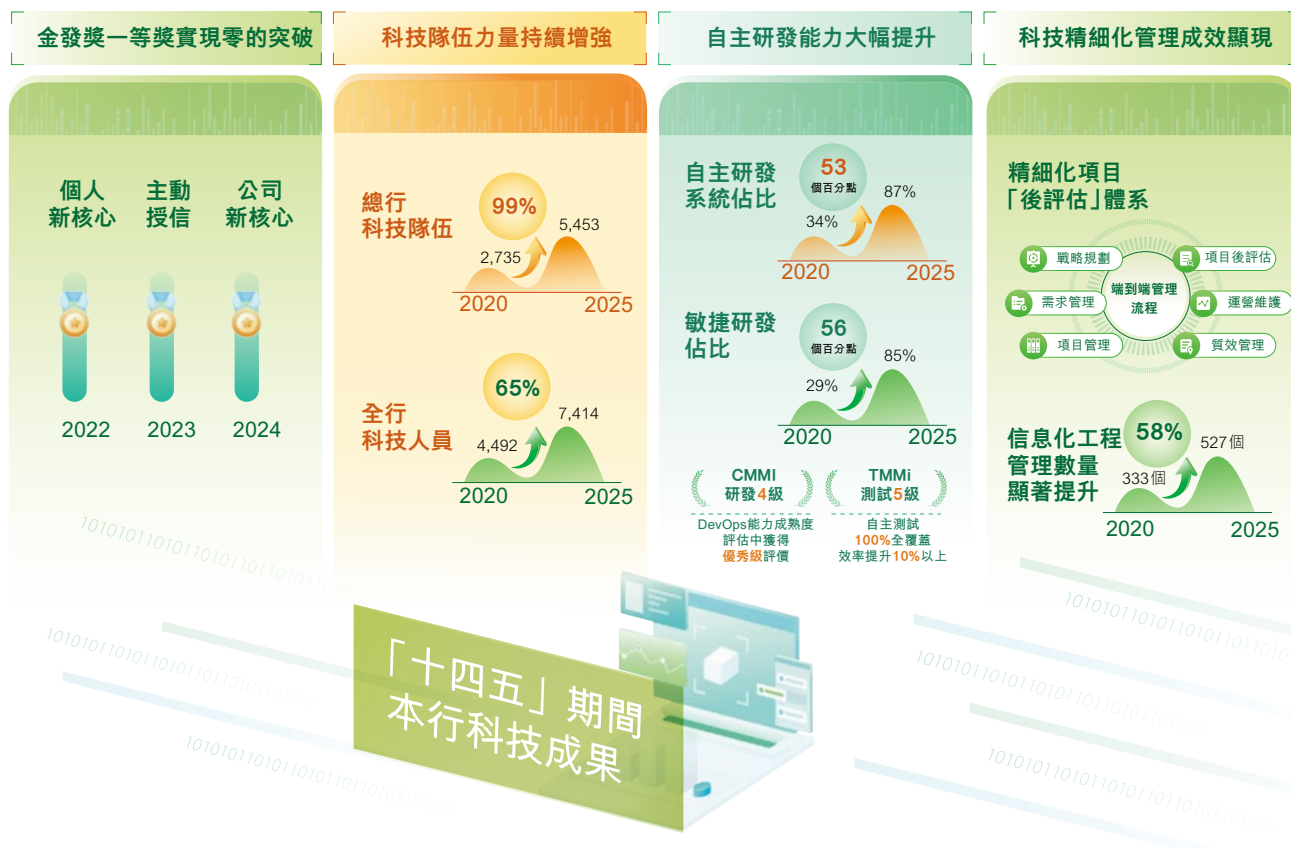 金發獎一等獎實現零的突破
個人
新核心
主動
授信
公司
新核心
2022
2023
2024
科技隊伍力量持續增強
總行
科技隊伍
99%
2,735
5,453
2020
2025
全行
科技人員
65%
4,492
7,414
2020
2025
自主研發能力大幅提升
自主研發
系統佔比
53
個百分點
34%
87%
2020
2025
敏捷研發
佔比
56
個百分點
29%
85%
2020
2025
CMMI
研發4級
DevOps能力成熟度
評估中獲得
優秀級評價
TMMi
測試5級
自主測試
100%全覆蓋
效率提升10%以上
科技精細化管理成效顯現
精細化項目
「後評估」體系
戰略規劃
需求管理
項目管理
端到端管理
流程
項目後評估
運營維護
質效管理
信息化工程
管理數量
顯著提升
58%
333個
527個
2020
2025
「十四五」期間
本行科技成果